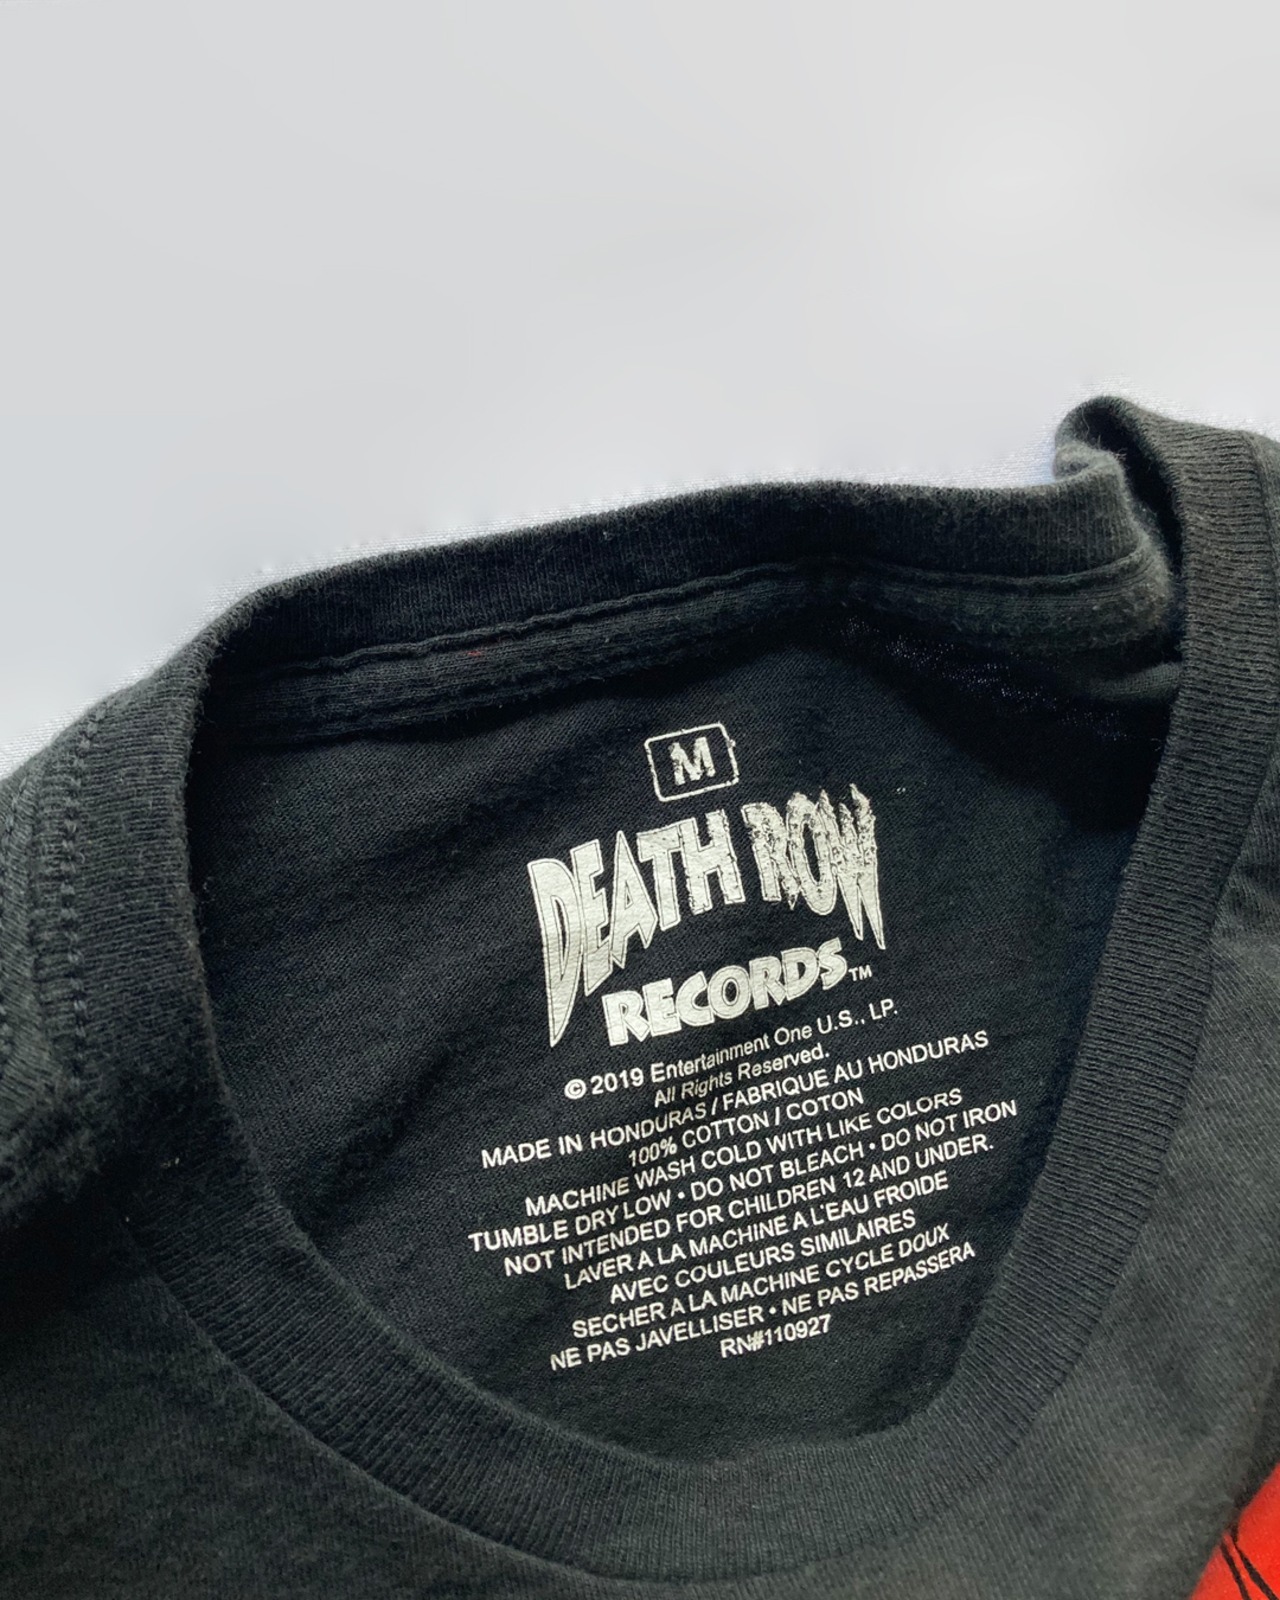 M
DEATH ROW
RECORDS™
© 2019 Entertainment One U.S., LP.
All Rights Reserved.
MADE IN HONDURAS / FABRIQUE AU HONDURAS
100% COTTON / COTON
MACHINE WASH COLD WITH LIKE COLORS
TUMBLE DRY LOW • DO NOT BLEACH • DO NOT IRON
NOT INTENDED FOR CHILDREN 12 AND UNDER.
LAVER A LA MACHINE A L'EAU FROIDE
AVEC COULEURS SIMILAIRES
SECHER A LA MACHINE CYCLE DOUX
NE PAS JAVELLISER • NE PAS REPASSERA
RN#110927